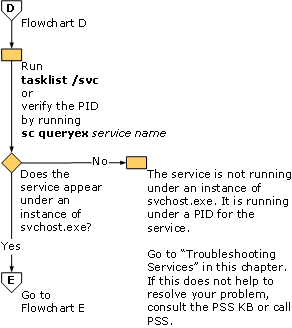 D
Flowchart D
Run
tasklist /svc
or
verify the PID
by running
sc queryex service name
No
Does the
service appear
under an
instance of
svchost.exe?
The service is not running
under an instance of
svchost.exe. It is running
under a PID for the
service.
Go to “Troubleshooting
Services” in this chapter.
If this does not help to
resolve your problem,
consult the PSS KB or call
PSS.
Yes
E
Go to
Flowchart E